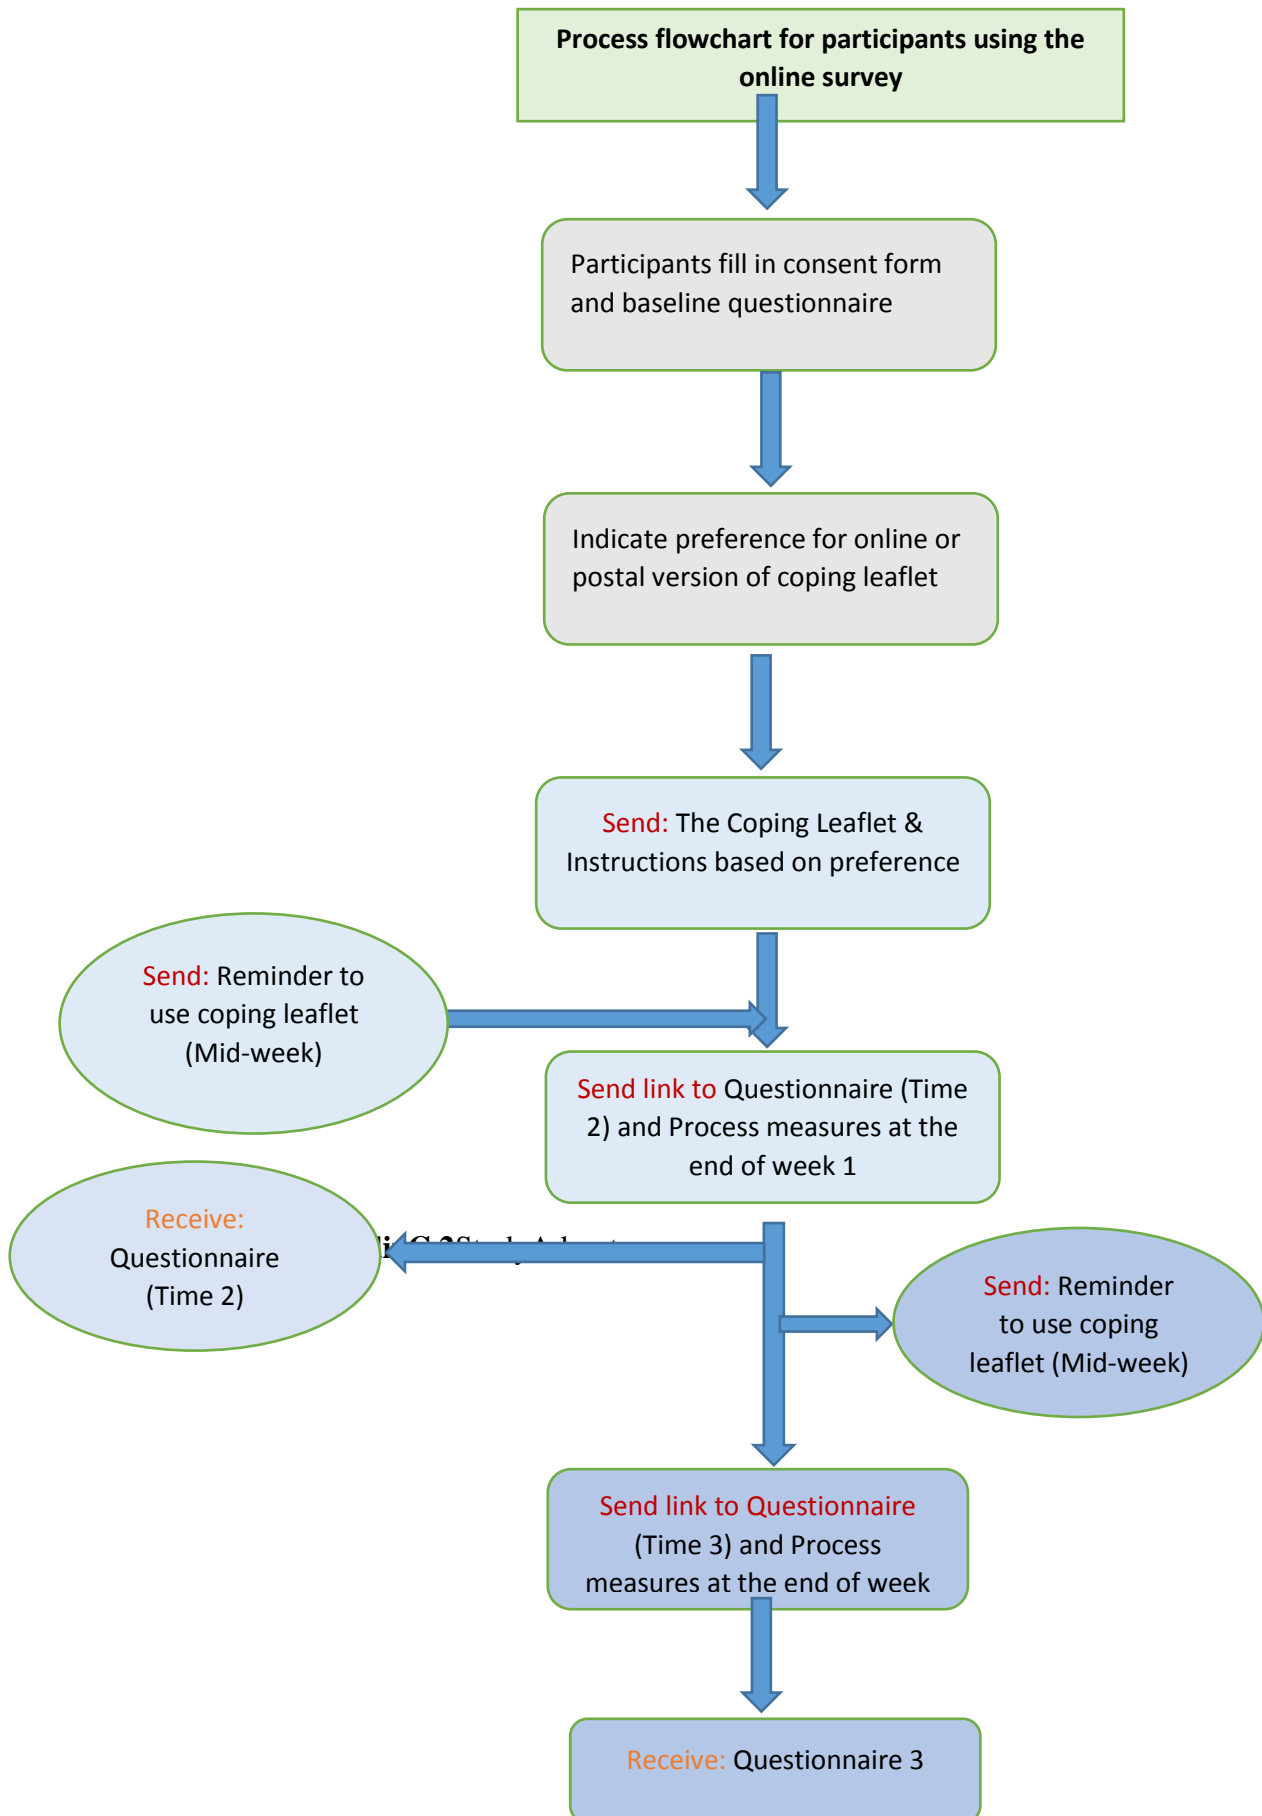 Process flowchart for participants using the
online survey
Participants fill in consent form
and baseline questionnaire
Indicate preference for online or
postal version of coping leaflet
Send: The Coping Leaflet &
Instructions based on preference
Send: Reminder to
use coping leaflet
(Mid-week)
Send link to Questionnaire (Time
2) and Process measures at the
end of week 1
Receive:
Questionnaire
(Time 2)
Send: Reminder
to use coping
leaflet (Mid-week)
Send link to Questionnaire
(Time 3) and Process
measures at the end of week
Receive: Questionnaire 3